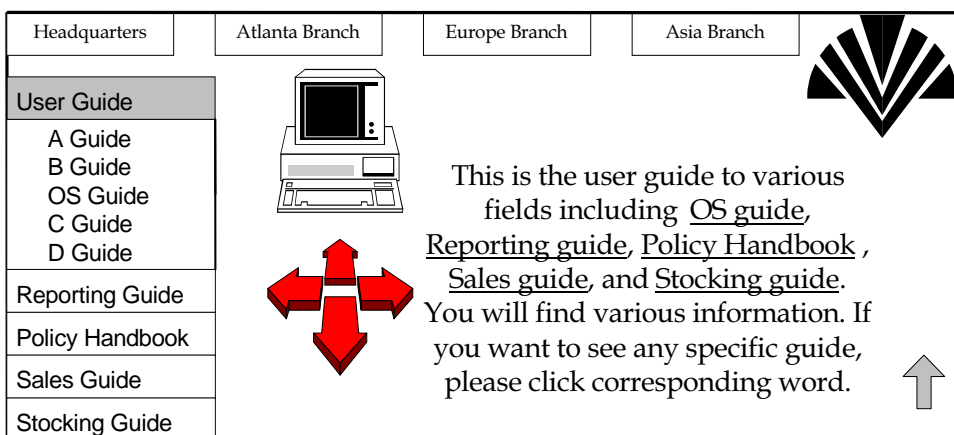 Headquarters
Atlanta Branch
Europe Branch
Asia Branch
User Guide
A Guide
B Guide
OS Guide
C Guide
D Guide
Reporting Guide
Policy Handbook
Sales Guide
Stocking Guide
This is the user guide to various
fields including OS guide,
Reporting guide, Policy Handbook ,
Sales guide, and Stocking guide.
You will find various information. If
you want to see any specific guide,
please click corresponding word.